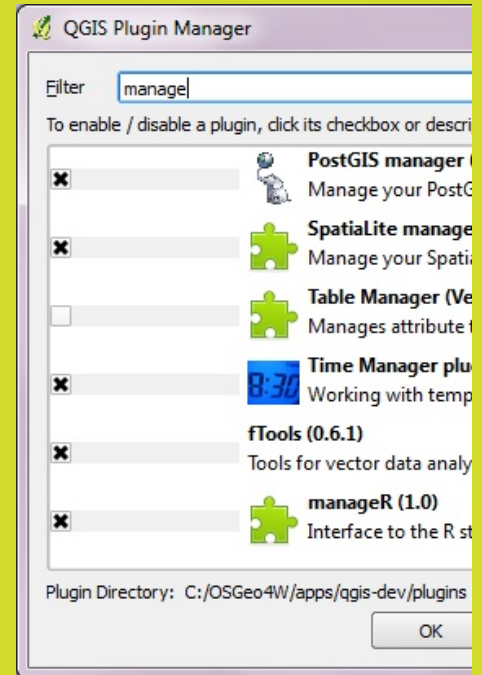 QGIS Plugin Manager
Filter manage
To enable / disable a plugin, click its checkbox or descri
PostGIS manager (
Manage your PostG
SpatiaLite manage
Manage your Spatia
Table Manager (Ve
Manages attribute t
8:30
Time Manager plu
Working with temp
fTools (0.6.1)
Tools for vector data analy
manageR (1.0)
Interface to the R st
Plugin Directory: C:/OSGeo4W/apps/qgis-dev/plugins
OK